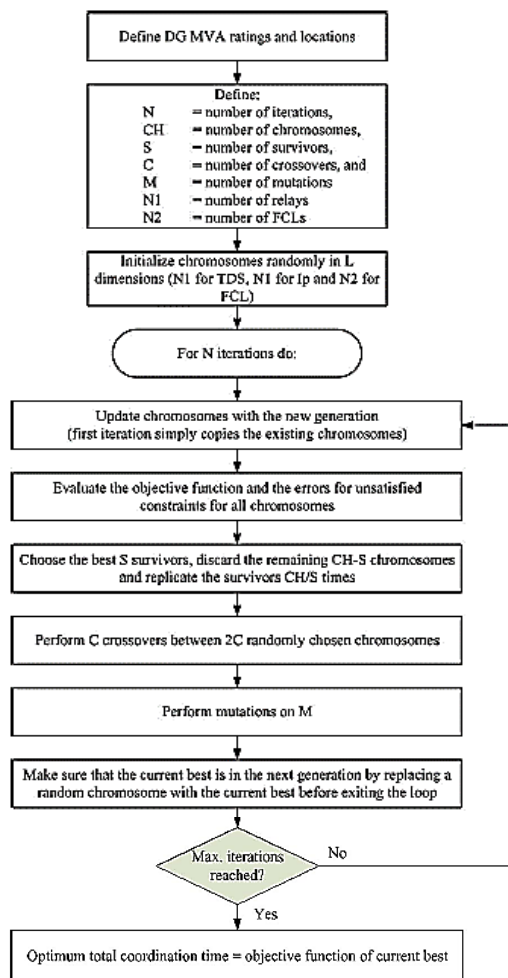 Define DG MVA ratings and locations
Define:
N = number of iterations,
CH = number of chromosomes,
S = number of survivors,
C = number of crossovers, and
M = number of mutations
N1 = number of relays
N2 = number of FCLs
Initialize chromosomes randomly in L
dimensions (N1 for TDS, N1 for Ip and N2 for
FCL)
For N iterations do:
Update chromosomes with the new generation
(first iteration simply copies the existing chromosomes)
Evaluate the objective function and the errors for unsatisfied
constraints for all chromosomes
Choose the best S survivors, discard the remaining CH-S chromosomes
and replicate the survivors CH/S times
Perform C crossovers between 2C randomly chosen chromosomes
Perform mutations on M
Make sure that the current best is in the next generation by replacing a
random chromosome with the current best before exiting the loop
Max. iterations
reached?
No
Yes
Optimum total coordination time = objective function of current best